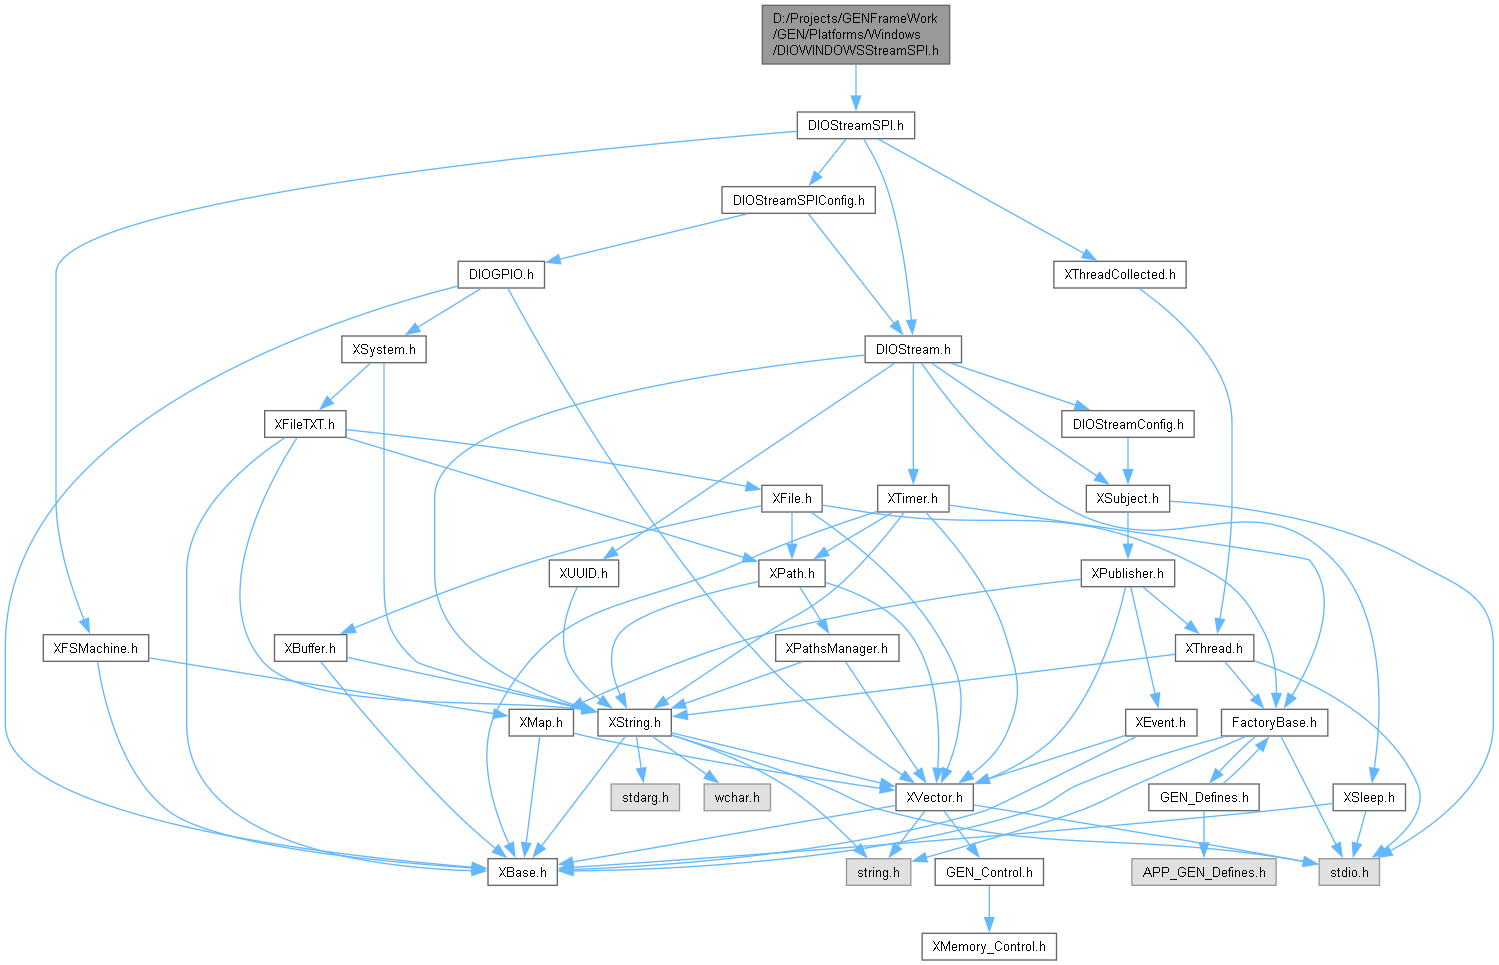 D:/Projects/GENFrameWork
/GEN/Platforms/Windows
/DIOWINDOWSStreamSPI.h
DIOStreamSPI.h
DIOStreamSPIConfig.h
DIOGPIO.h
XThreadCollected.h
XSystem.h
DIOStream.h
XFileTXT.h
DIOStreamConfig.h
XFile.h
XTimer.h
XSubject.h
XUUID.h
XPath.h
XPublisher.h
XFSMachine.h
XBuffer.h
XPathsManager.h
XThread.h
XMap.h
XString.h
XEvent.h
FactoryBase.h
stdarg.h
wchar.h
XVector.h
GEN_Defines.h
XSleep.h
XBase.h
string.h
GEN_Control.h
APP_GEN_Defines.h
stdio.h
XMemory_Control.h